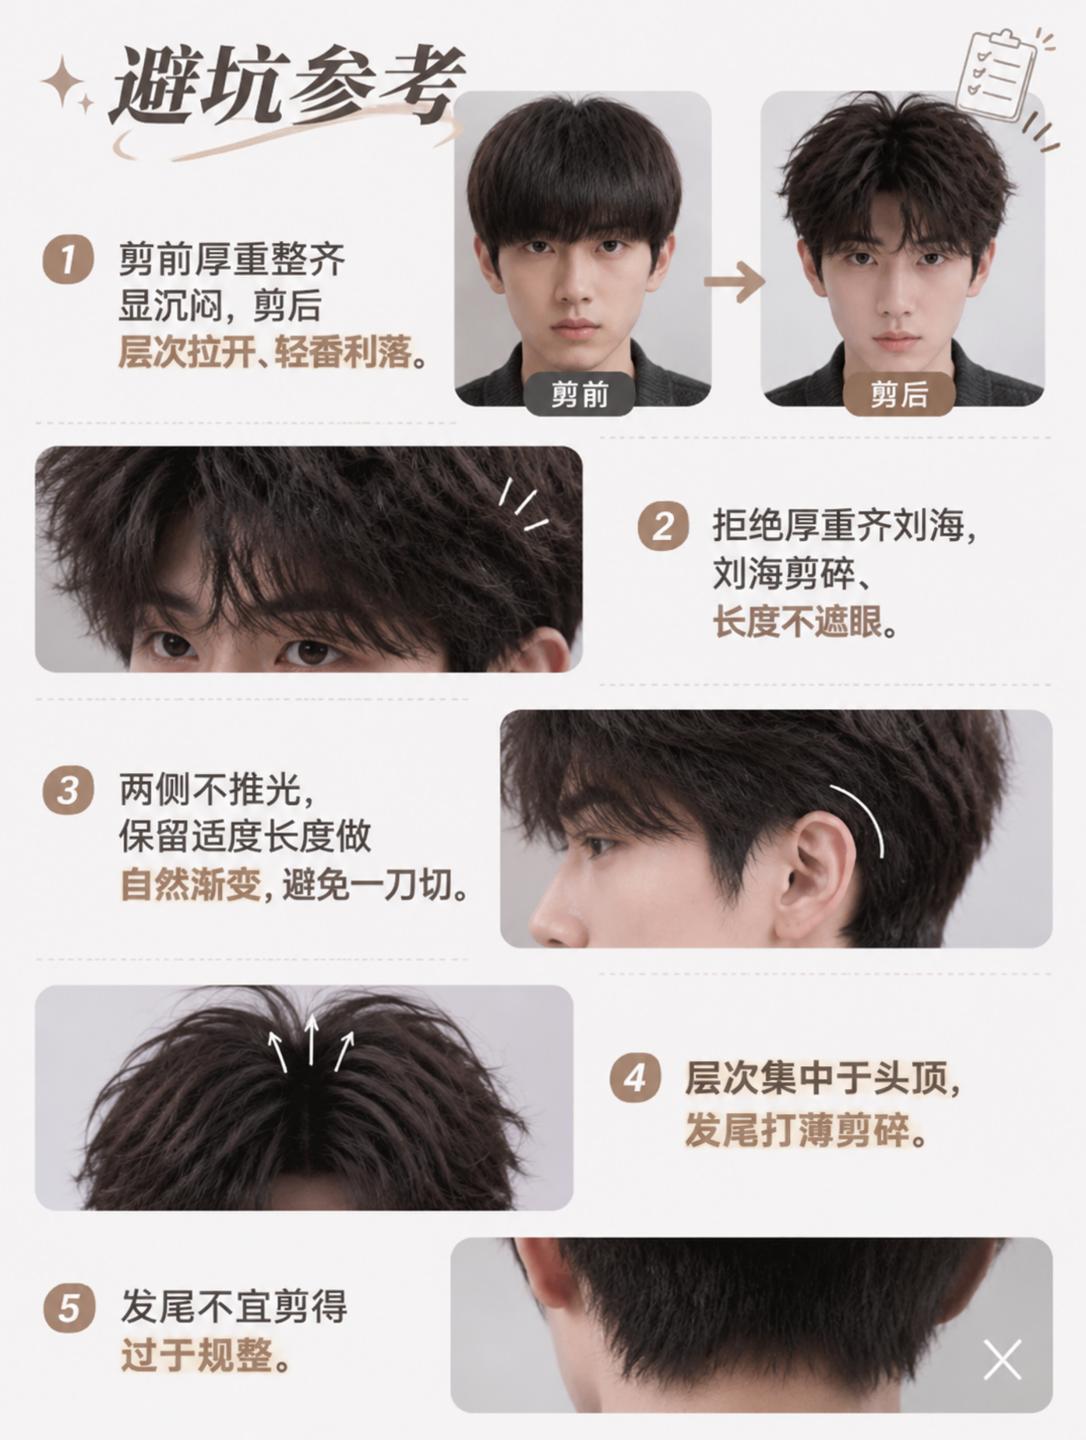 避坑参考
1
剪前厚重整齐
显沉闷，剪后
层次拉开、轻番利落。
剪前
剪后
2
拒绝厚重齐刘海，
刘海剪碎、
长度不遮眼。
3
两侧不推光，
保留适度长度做
自然渐变，避免一刀切。
4
层次集中于头顶，
发尾打薄剪碎。
5
发尾不宜剪得
过于规整。